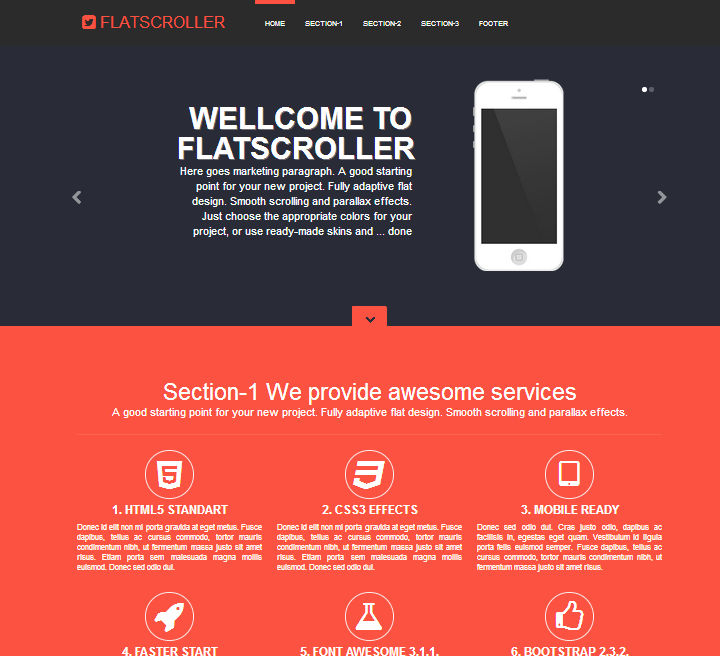 FLATSCROLLER
HOME SECTION-1 SECTION-2 SECTION-3 FOOTER
WELLCOME TO
FLATSCROLLER
Here goes marketing paragraph. A good starting
point for your new project. Fully adaptive flat
design. Smooth scrolling and parallax effects.
Just choose the appropriate colors for your
project, or use ready-made skins and ... done
Section-1 We provide awesome services
A good starting point for your new project. Fully adaptive flat design. Smooth scrolling and parallax effects.
1. HTML5 STANDART
Donec id elit non mi porta gravida at eget metus. Fusce
dapibus, tellus ac cursus commodo, tortor mauris
condimentum nibh, ut fermentum massa justo sit amet
risus. Etiam porta sem malesuada magna mollis
euismod. Donec sed odio dui.
2. CSS3 EFFECTS
Donec id elit non mi porta gravida at eget metus. Fusce
dapibus, tellus ac cursus commodo, tortor mauris
condimentum nibh, ut fermentum massa justo sit amet
risus. Etiam porta sem malesuada magna mollis
euismod. Donec sed odio dui.
3. MOBILE READY
Donec sed odio dui. Cras justo odio, dapibus ac
facilisis in, egestas eget quam. Vestibulum id ligula
porta felis euismod semper. Fusce dapibus, tellus ac
cursus commodo, tortor mauris condimentum nibh, ut
fermentum massa justo sit amet risus.
4. FASTER START
5. FONT AWESOME 3.1.1.
6. BOOTSTRAP 2.3.2.